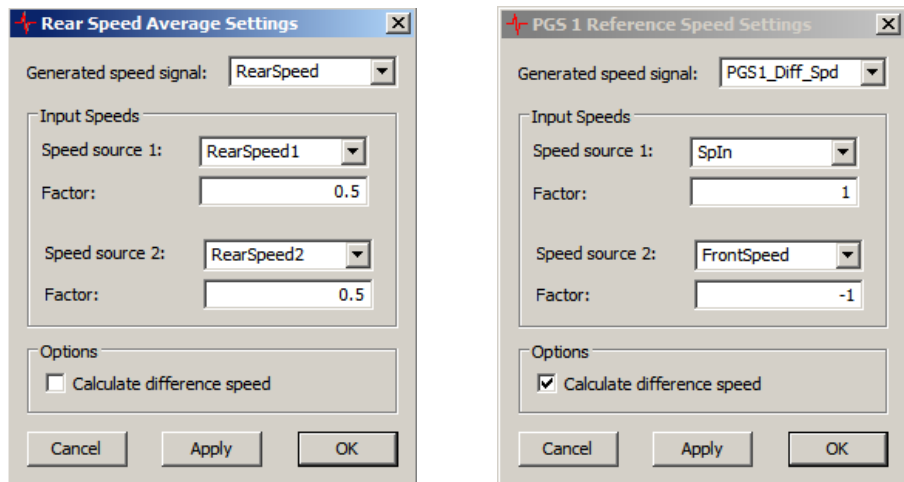 Rear Speed Average Settings
Generated speed signal: RearSpeed
Input Speeds
Speed source 1: RearSpeed1
Factor: 0.5
Speed source 2: RearSpeed2
Factor: 0.5
Options
Calculate difference speed
Cancel Apply OK
PGS 1 Reference Speed Settings
Generated speed signal: PGS1_Diff_Spd
Input Speeds
Speed source 1: SpIn
Factor: 1
Speed source 2: FrontSpeed
Factor: -1
Options
Calculate difference speed
Cancel Apply OK